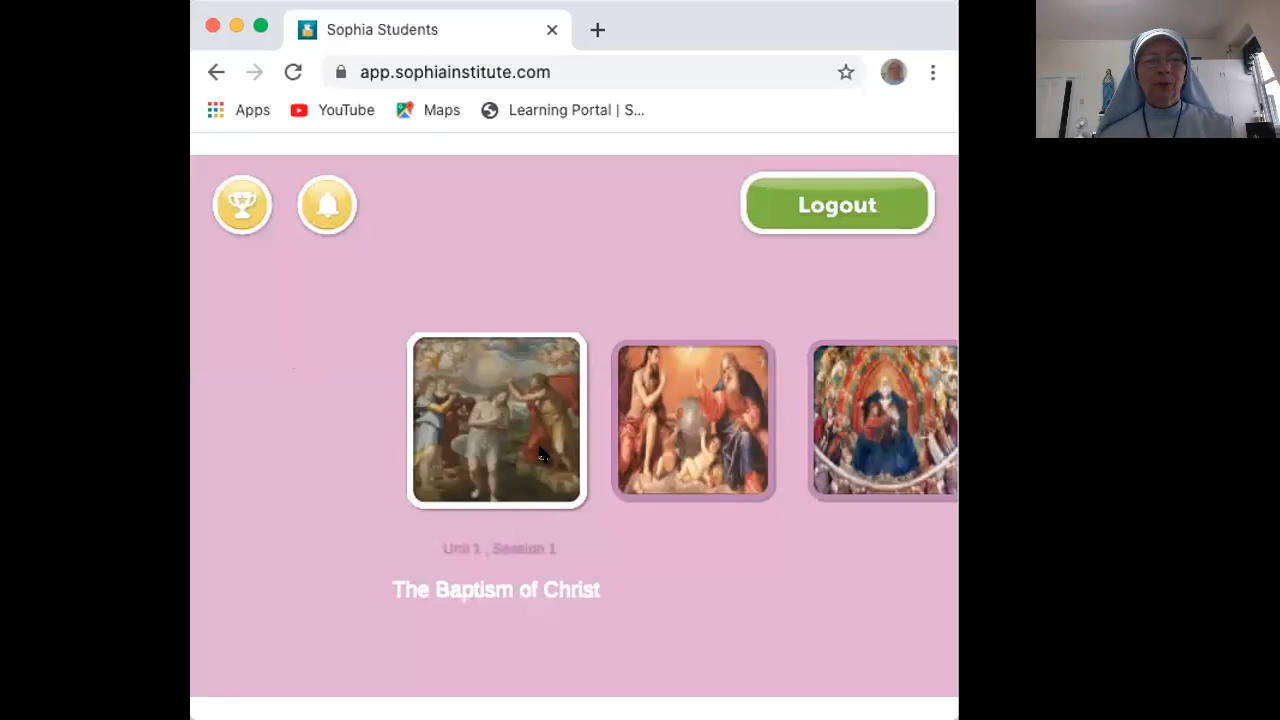 Sophia Students
app.sophiainstitute.com
Apps YouTube Maps Learning Portal | S...
Logout
Unit 1 , Session 1
The Baptism of Christ